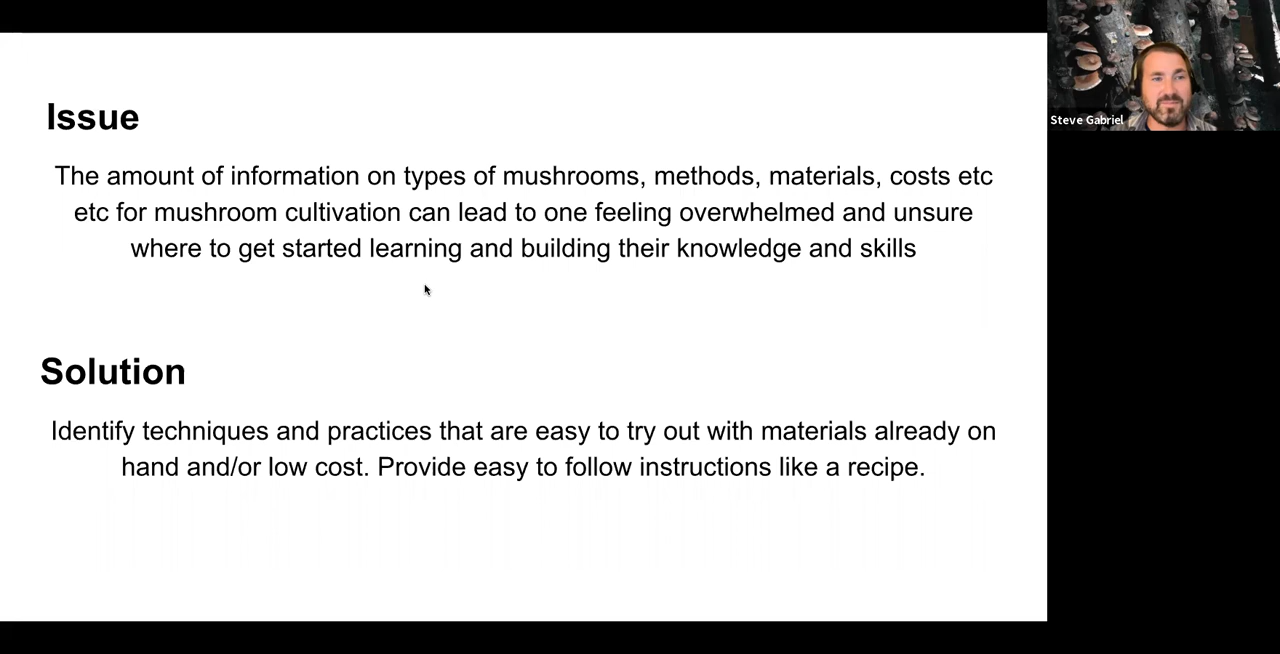 Issue
The amount of information on types of mushrooms, methods, materials, costs etc
etc for mushroom cultivation can lead to one feeling overwhelmed and unsure
where to get started learning and building their knowledge and skills
Solution
Identify techniques and practices that are easy to try out with materials already on
hand and/or low cost. Provide easy to follow instructions like a recipe.
Steve Gabriel